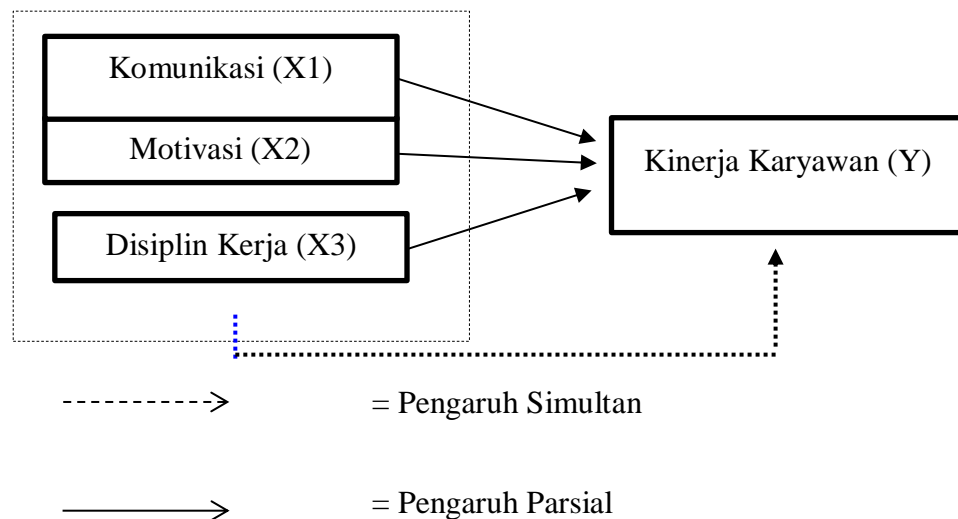 Komunikasi (X1)
Motivasi (X2)
Kinerja Karyawan (Y)
Disiplin Kerja (X3)
= Pengaruh Simultan
= Pengaruh Parsial